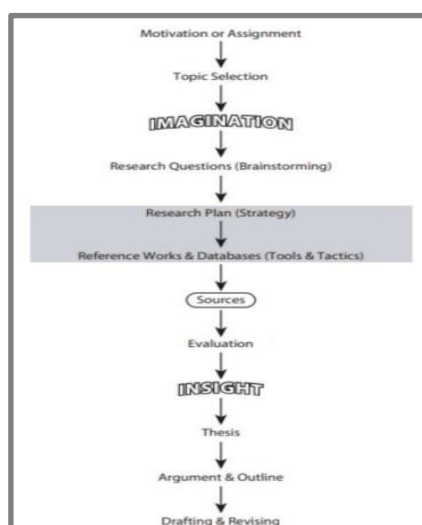 Motivation or Assignment
Topic Selection
IMAGINATION
Research Questions (Brainstorming)
Research Plan (Strategy)
Reference Works & Databases (Tools & Tactics)
Sources
Evaluation
INSIGHT
Thesis
Argument & Outline
Drafting & Revising